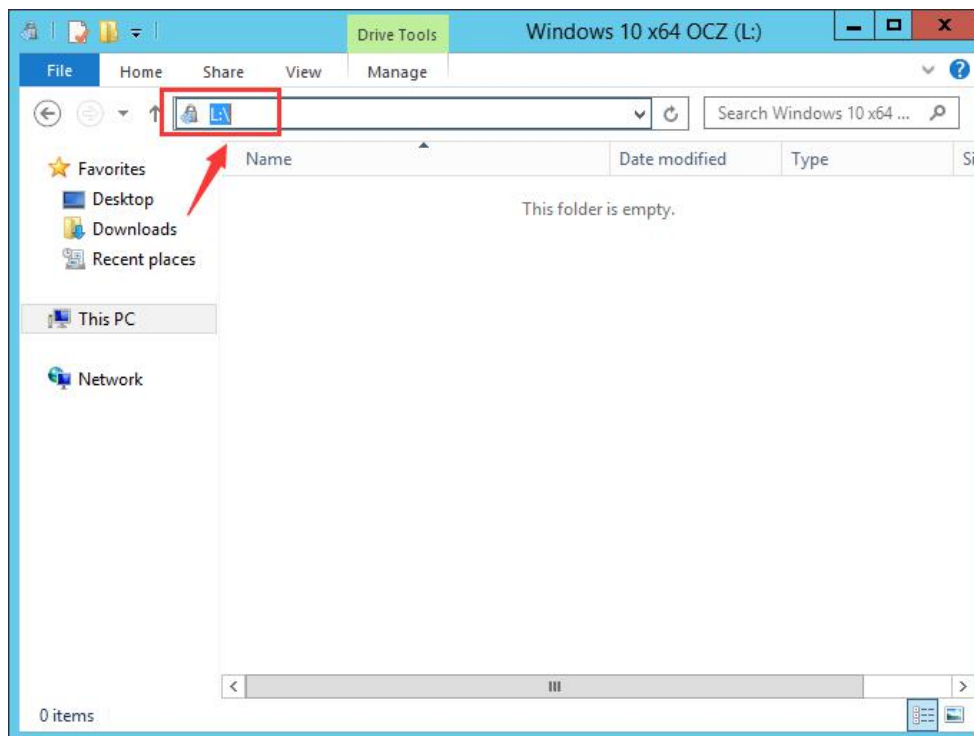 Drive Tools
Windows 10 x64 OCZ (L:)
File
Home
Share
View
Manage
L:\
Search Windows 10 x64 ...
Favorites
Desktop
Downloads
Recent places
This PC
Network
Name
Date modified
Type
Si
This folder is empty.
0 items